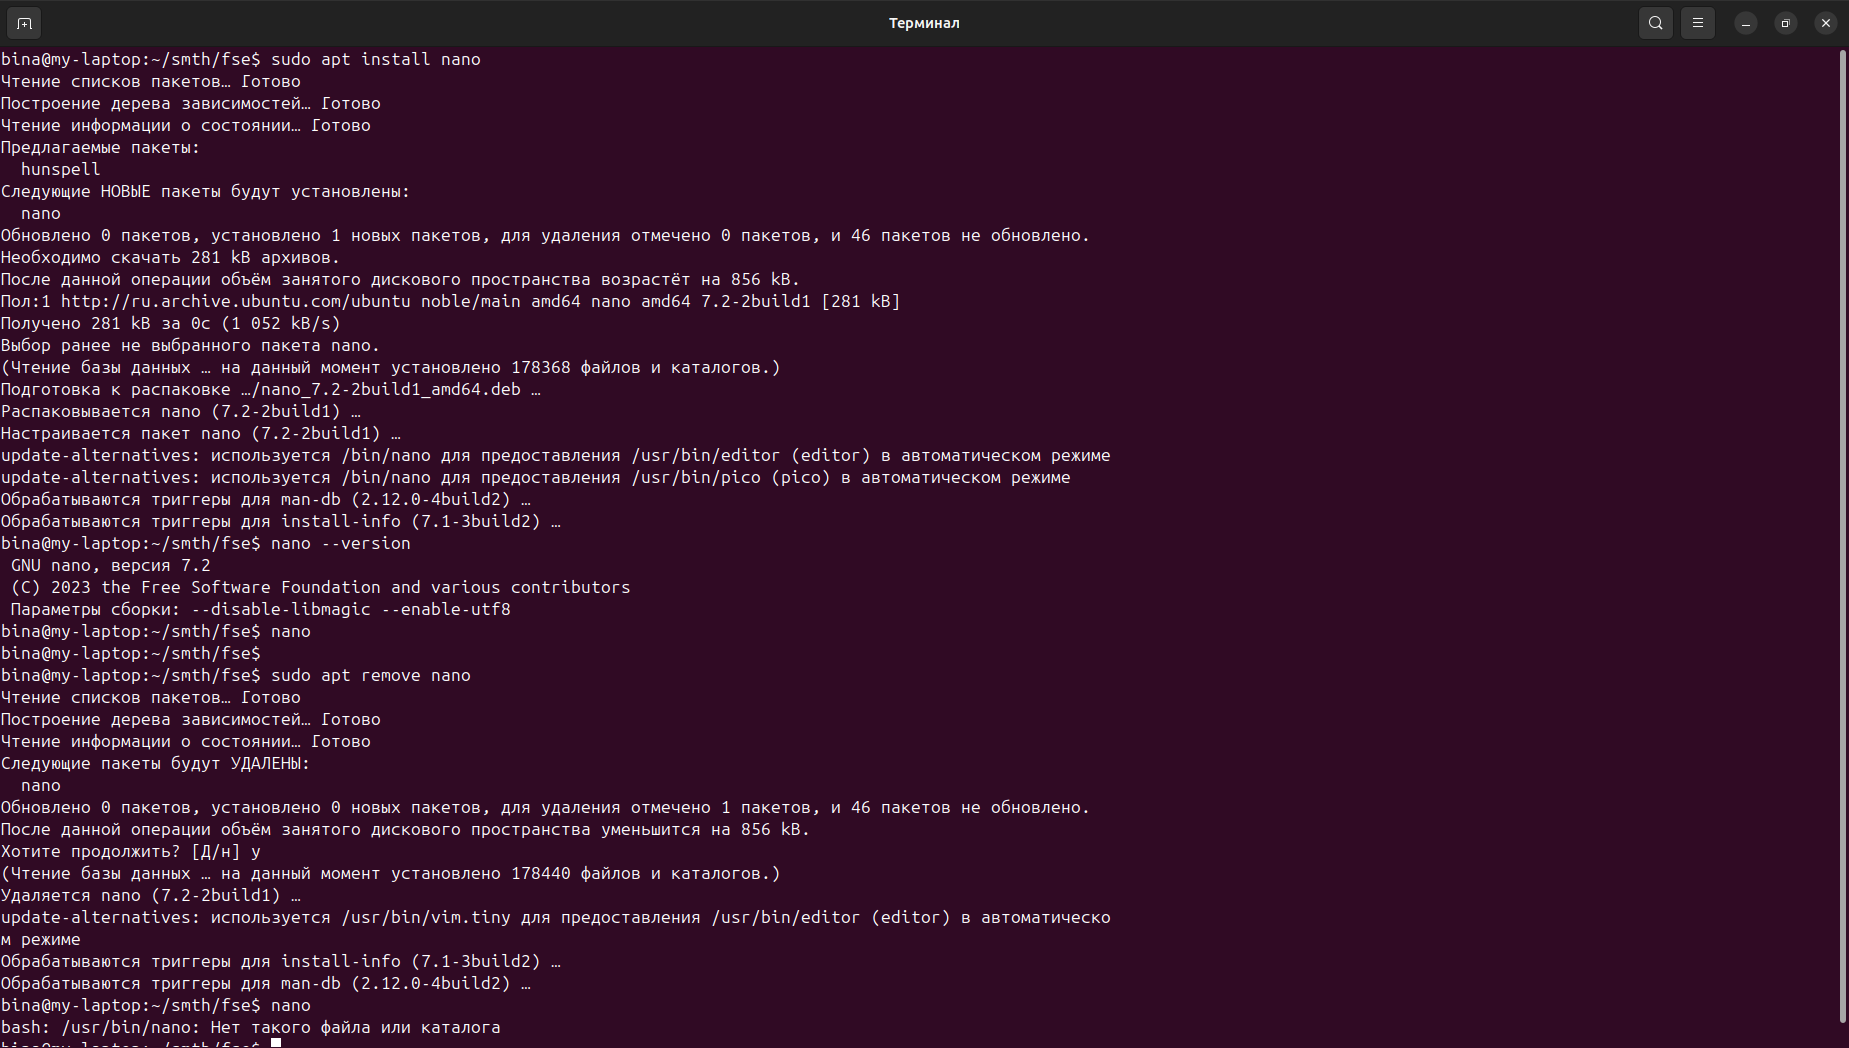 Терминал
bina@my-laptop:~/smth/fse$ sudo apt install nano
Чтение списков пакетов… Готово
Построение дерева зависимостей… Готово
Чтение информации о состоянии… Готово
Предлагаемые пакеты:
  hunspell
Следующие НОВЫЕ пакеты будут установлены:
  nano
Обновлено 0 пакетов, установлено 1 новых пакетов, для удаления отмечено 0 пакетов, и 46 пакетов не обновлено.
Необходимо скачать 281 kB архивов.
После данной операции объём занятого дискового пространства возрастёт на 856 kB.
Пол:1 http://ru.archive.ubuntu.com/ubuntu noble/main amd64 nano amd64 7.2-2build1 [281 kB]
Получено 281 kB за 0с (1 052 kB/s)
Выбор ранее не выбранного пакета nano.
(Чтение базы данных … на данный момент установлено 178368 файлов и каталогов.)
Подготовка к распаковке …/nano_7.2-2build1_amd64.deb …
Распаковывается nano (7.2-2build1) …
Настраивается пакет nano (7.2-2build1) …
update-alternatives: используется /bin/nano для предоставления /usr/bin/editor (editor) в автоматическом режиме
update-alternatives: используется /bin/nano для предоставления /usr/bin/pico (pico) в автоматическом режиме
Обрабатываются триггеры для man-db (2.12.0-4build2) …
Обрабатываются триггеры для install-info (7.1-3build2) …
bina@my-laptop:~/smth/fse$ nano --version
 GNU nano, версия 7.2
 (C) 2023 the Free Software Foundation and various contributors
 Параметры сборки: --disable-libmagic --enable-utf8
bina@my-laptop:~/smth/fse$ nano
bina@my-laptop:~/smth/fse$
bina@my-laptop:~/smth/fse$ sudo apt remove nano
Чтение списков пакетов… Готово
Построение дерева зависимостей… Готово
Чтение информации о состоянии… Готово
Следующие пакеты будут УДАЛЕНЫ:
  nano
Обновлено 0 пакетов, установлено 0 новых пакетов, для удаления отмечено 1 пакетов, и 46 пакетов не обновлено.
После данной операции объём занятого дискового пространства уменьшится на 856 kB.
Хотите продолжить? [Д/н] y
(Чтение базы данных … на данный момент установлено 178440 файлов и каталогов.)
Удаляется nano (7.2-2build1) …
update-alternatives: используется /usr/bin/vim.tiny для предоставления /usr/bin/editor (editor) в автоматическо
м режиме
Обрабатываются триггеры для install-info (7.1-3build2) …
Обрабатываются триггеры для man-db (2.12.0-4build2) …
bina@my-laptop:~/smth/fse$ nano
bash: /usr/bin/nano: Нет такого файла или каталога
bina@my-laptop:~/smth/fse$